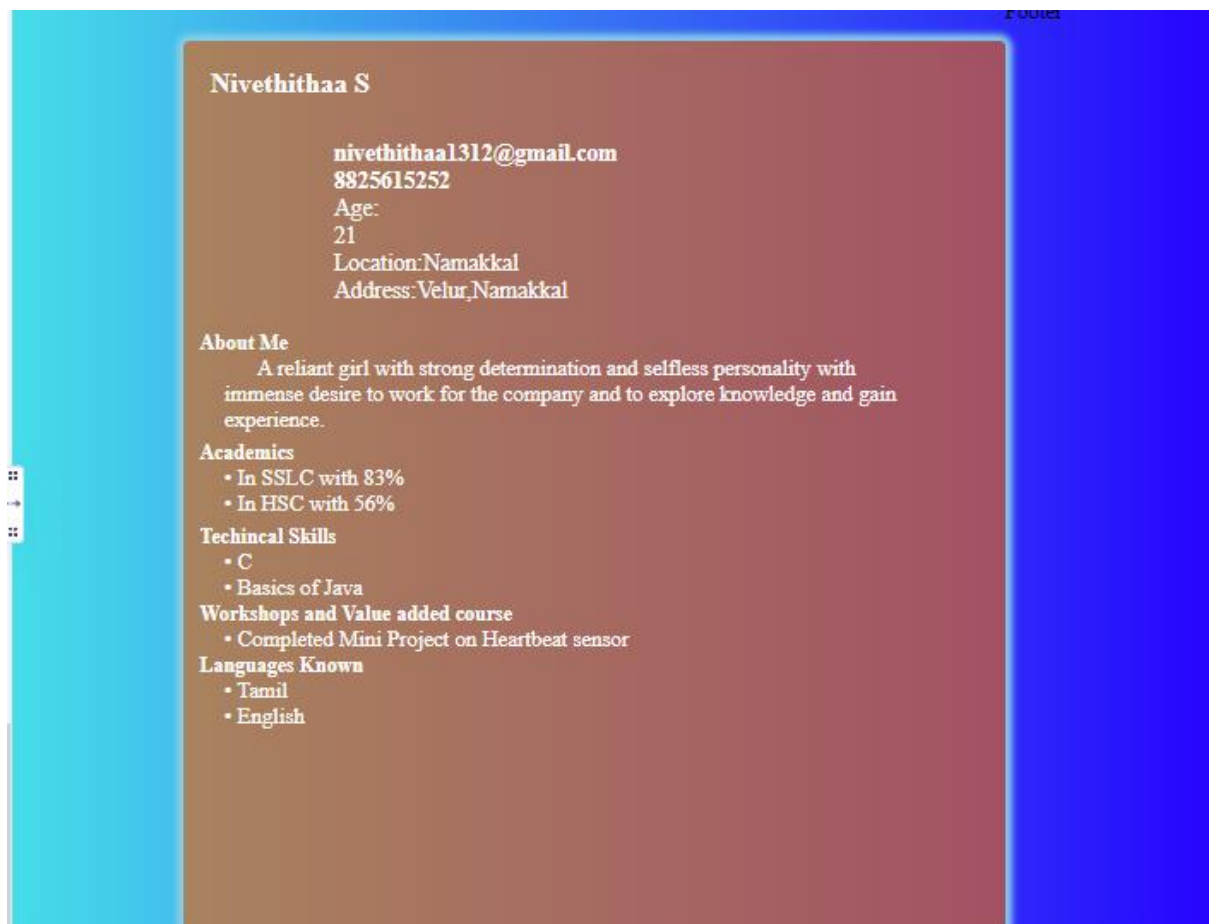 Footer
Nivethithaa S
nivethithaa1312@gmail.com
8825615252
Age:
21
Location:Namakkal
Address:Velur,Namakkal
About Me
A reliant girl with strong determination and selfless personality with
immense desire to work for the company and to explore knowledge and gain
experience.
Academics
• In SSLC with 83%
• In HSC with 56%
Techincal Skills
• C
• Basics of Java
Workshops and Value added course
• Completed Mini Project on Heartbeat sensor
Languages Known
• Tamil
• English